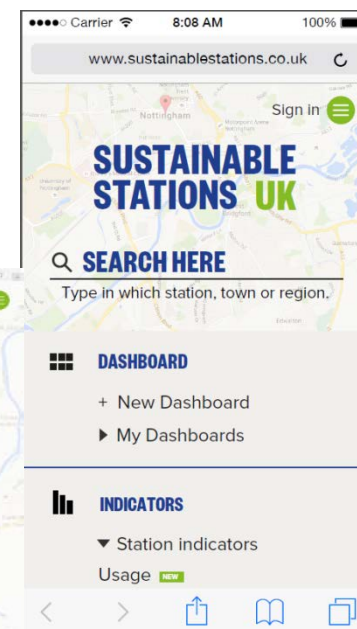 Carrier 8:08 AM 100%
www.sustainablestations.co.uk
Nottingham
Sign in
SUSTAINABLE
STATIONS UK
SEARCH HERE
Type in which station, town or region.
DASHBOARD
+ New Dashboard
My Dashboards
INDICATORS
Station indicators
Usage NEW